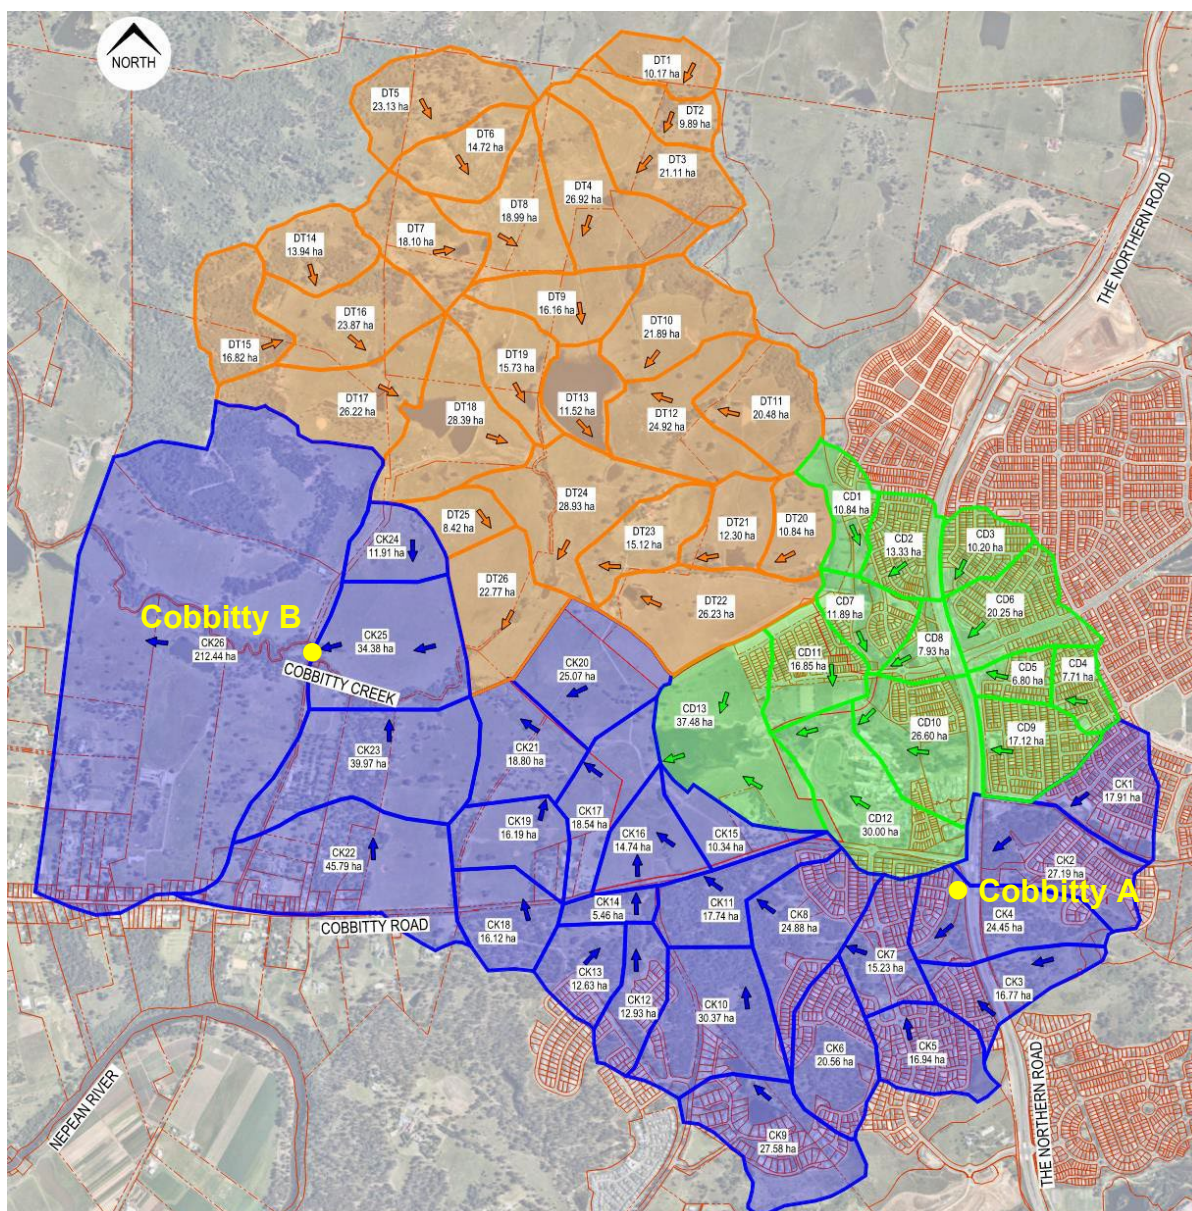 NORTH
DT1
10.17 ha
DT2
9.89 ha
DT3
21.11 ha
DT5
23.13 ha
DT6
14.72 ha
DT4
26.92 ha
DT8
18.99 ha
DT7
18.10 ha
DT14
13.94 ha
DT9
16.16 ha
DT16
23.87 ha
DT10
21.89 ha
DT15
16.82 ha
DT19
15.73 ha
DT17
26.22 ha
DT18
28.39 ha
DT13
11.52 ha
DT12
24.92 ha
DT11
20.48 ha
THE NORTHERN ROAD
DT24
28.93 ha
DT25
8.42 ha
DT23
15.12 ha
DT21
12.30 ha
DT20
10.84 ha
CD1
10.84 ha
CD2
13.33 ha
CD3
10.20 ha
CK24
11.91 ha
DT26
22.77 ha
DT22
26.23 ha
CD7
11.89 ha
CD6
20.25 ha
CD8
7.93 ha
Cobbitty B
CK26
212.44 ha
CK25
34.38 ha
COBBITTY CREEK
CK20
25.07 ha
CD11
16.85 ha
CD5
6.80 ha
CD4
7.71 ha
CD13
37.48 ha
CD10
26.60 ha
CD9
17.12 ha
CK23
39.97 ha
CK21
18.80 ha
CK1
17.91 ha
CK17
18.54 ha
CD12
30.00 ha
CK19
16.19 ha
CK16
14.74 ha
CK15
10.34 ha
CK22
45.79 ha
CK2
27.19 ha
Cobbitty A
CK14
5.46 ha
CK11
17.74 ha
CK8
24.88 ha
CK4
24.45 ha
COBBITTY ROAD
CK18
16.12 ha
CK7
15.23 ha
CK13
12.63 ha
CK12
12.93 ha
CK10
30.37 ha
CK3
16.77 ha
CK6
20.56 ha
CK5
16.94 ha
CK9
27.58 ha
NEPEAN RIVER
THE NORTHERN ROAD